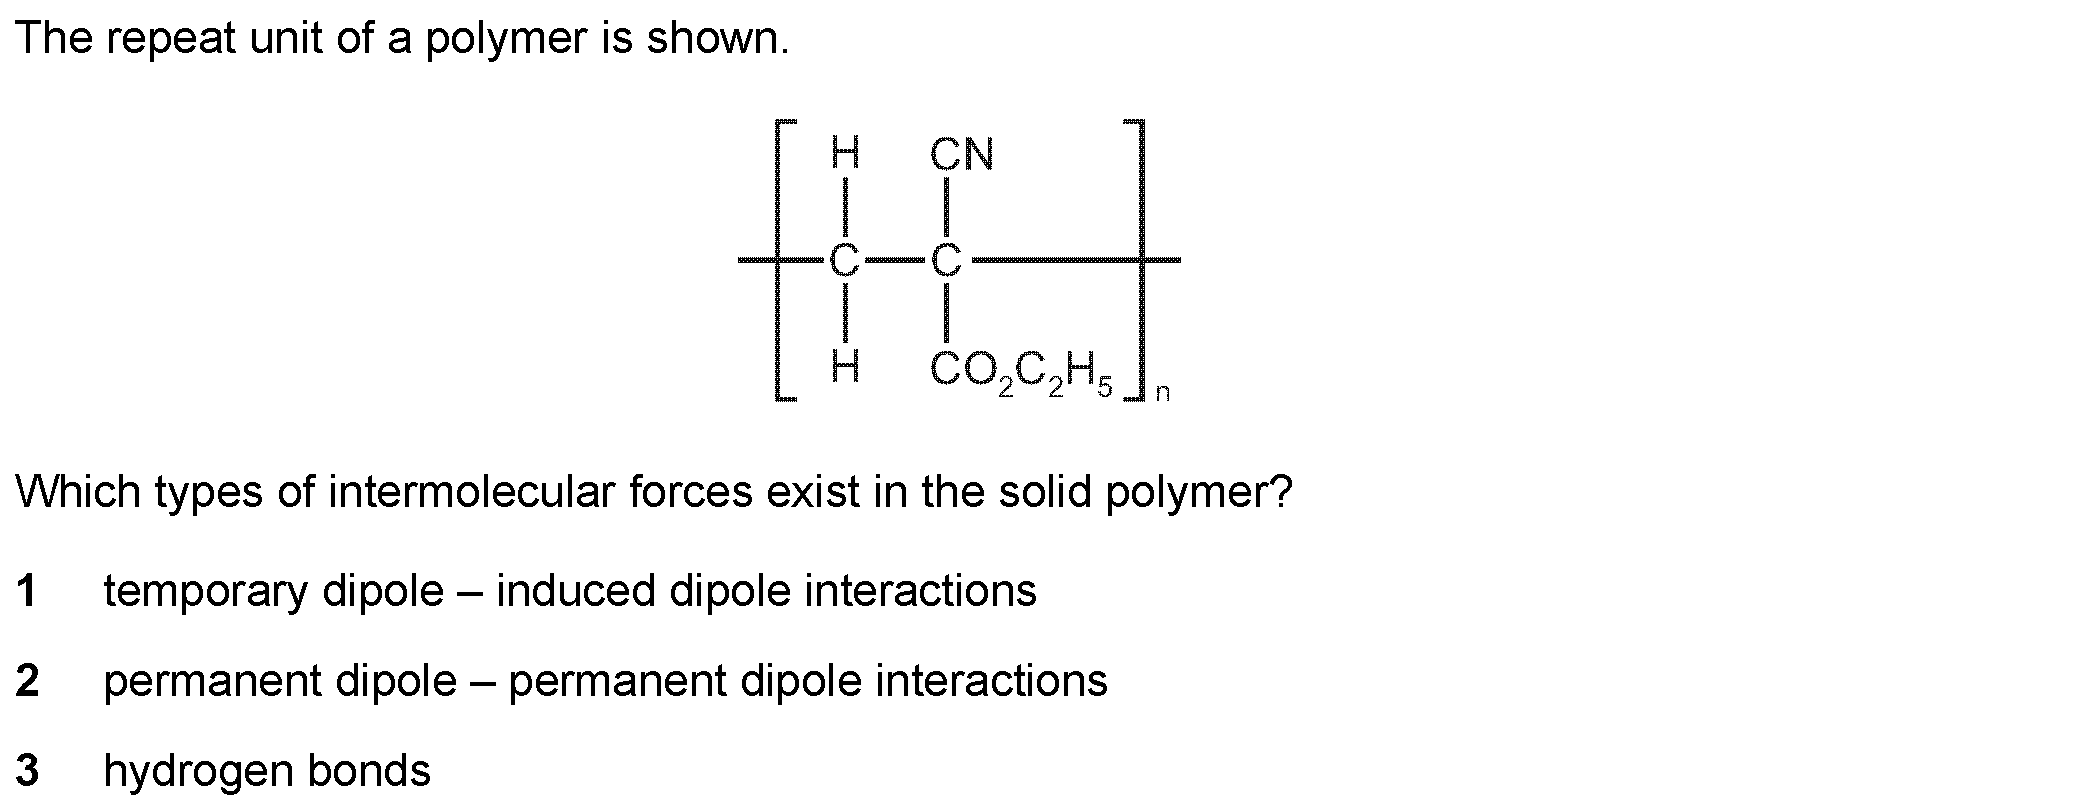 The repeat unit of a polymer is shown.
H CN
C C
H CO₂C₂H₅ n
Which types of intermolecular forces exist in the solid polymer?
1 temporary dipole – induced dipole interactions
2 permanent dipole – permanent dipole interactions
3 hydrogen bonds